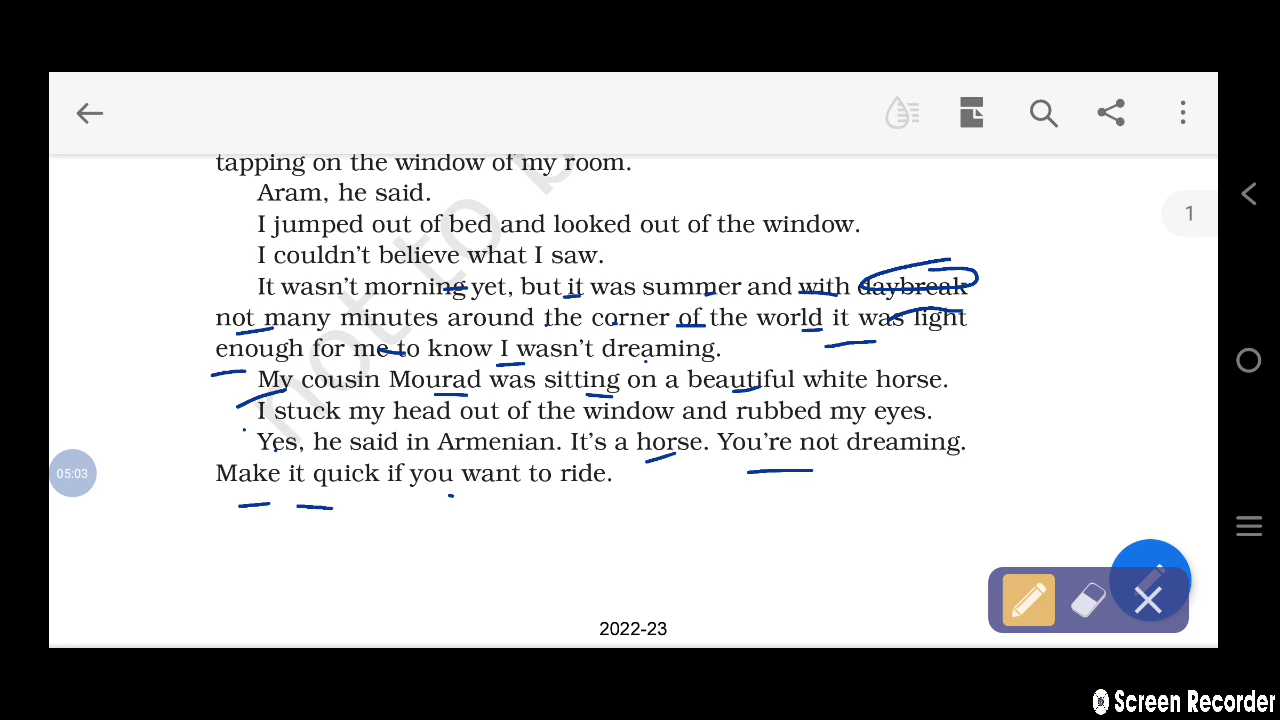 tapping on the window of my room.
Aram, he said.
I jumped out of bed and looked out of the window.
I couldn't believe what I saw.
It wasn't morning yet, but it was summer and with daybreak
not many minutes around the corner of the world it was light
enough for me to know I wasn't dreaming.
My cousin Mourad was sitting on a beautiful white horse.
I stuck my head out of the window and rubbed my eyes.
Yes, he said in Armenian. It's a horse. You're not dreaming.
Make it quick if you want to ride.
not to b
1
05:03
2022-23
Screen Recorder